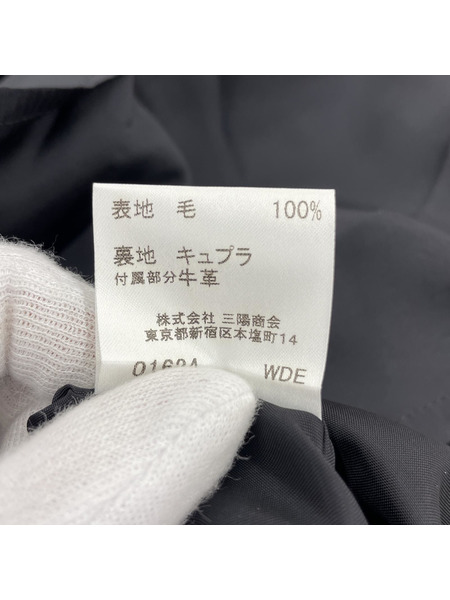 表地 毛 100%
裏地 キュプラ
付属部分 牛革
株式会社 三陽商会
東京都新宿区本塩町14
WDE